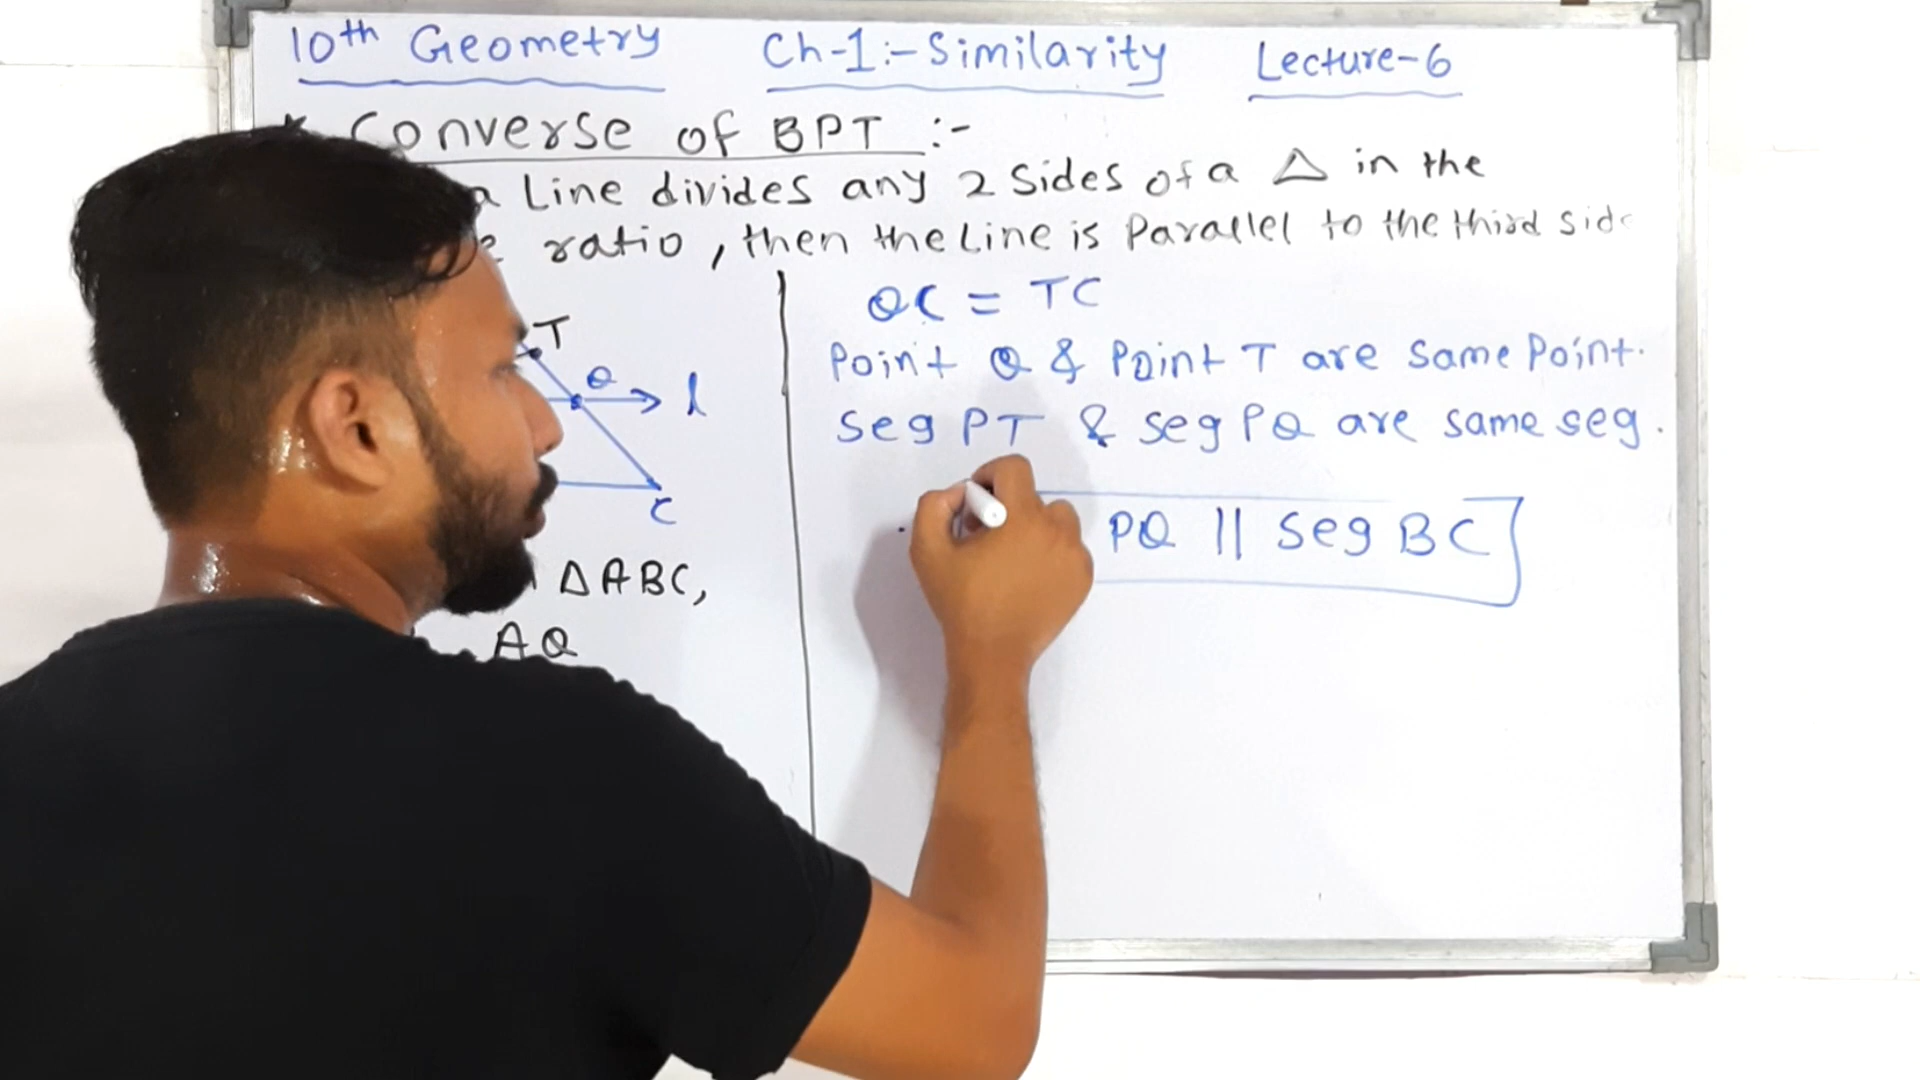 10th Geometry Ch-1:- Similarity Lecture-6
Converse of BPT :-
a Line divides any 2 Sides of a △ in the
ratio, then the Line is Parallel to the third side
QC = TC
Point Q & Point T are Same Point.
Seg PT & seg PQ are same seg.
PQ || Seg BC
T
Q
l
C
△ABC,
AQ